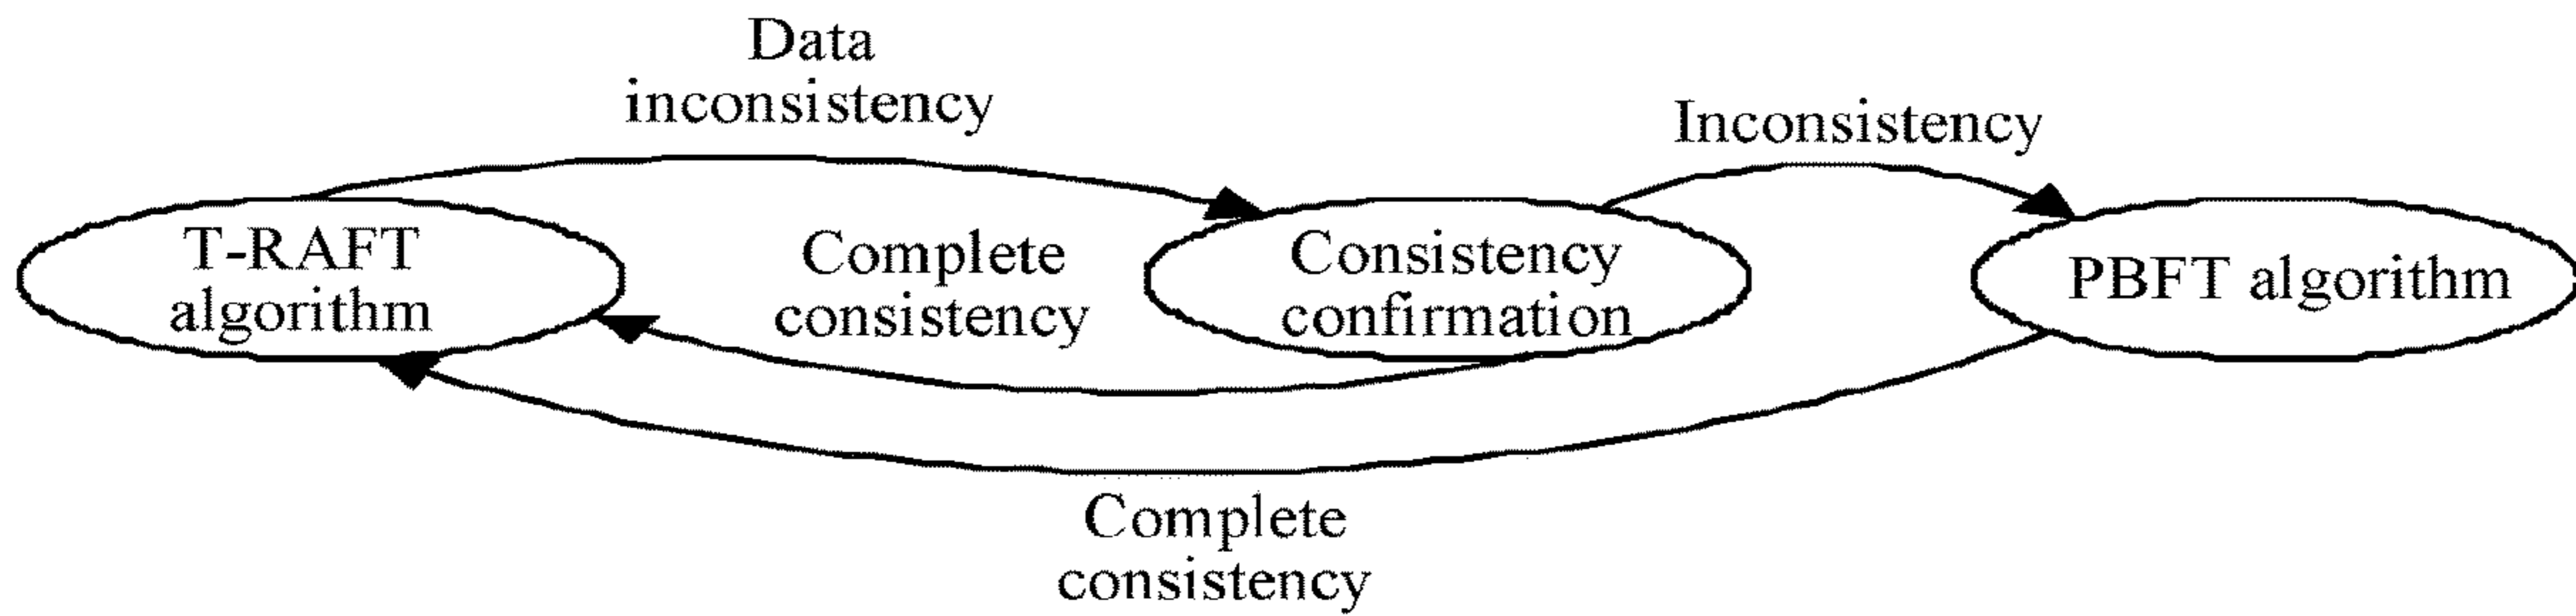 Data
inconsistency
Inconsistency
T-RAFT
algorithm
Complete
consistency
Consistency
confirmation
PBFT algorithm
Complete
consistency